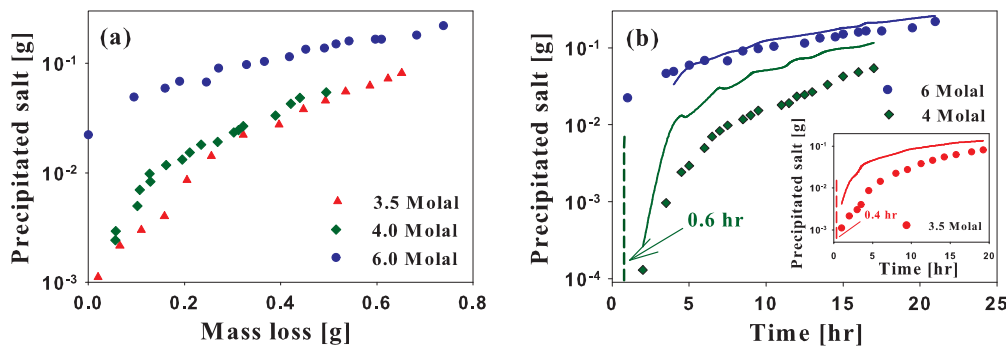 (a)
Precipitated salt [g]
10⁻¹
10⁻²
10⁻³
3.5 Molal
4.0 Molal
6.0 Molal
0.0 0.2 0.4 0.6 0.8
Mass loss [g]
(b)
Precipitated salt [g]
10⁻¹
10⁻²
10⁻³
10⁻⁴
6 Molal
4 Molal
0.6 hr
0 5 10 15 20 25
Time [hr]
Precipitated salt [g]
10⁻¹
10⁻²
10⁻³
0.4 hr
3.5 Molal
0 5 10 15 20
Time [hr]